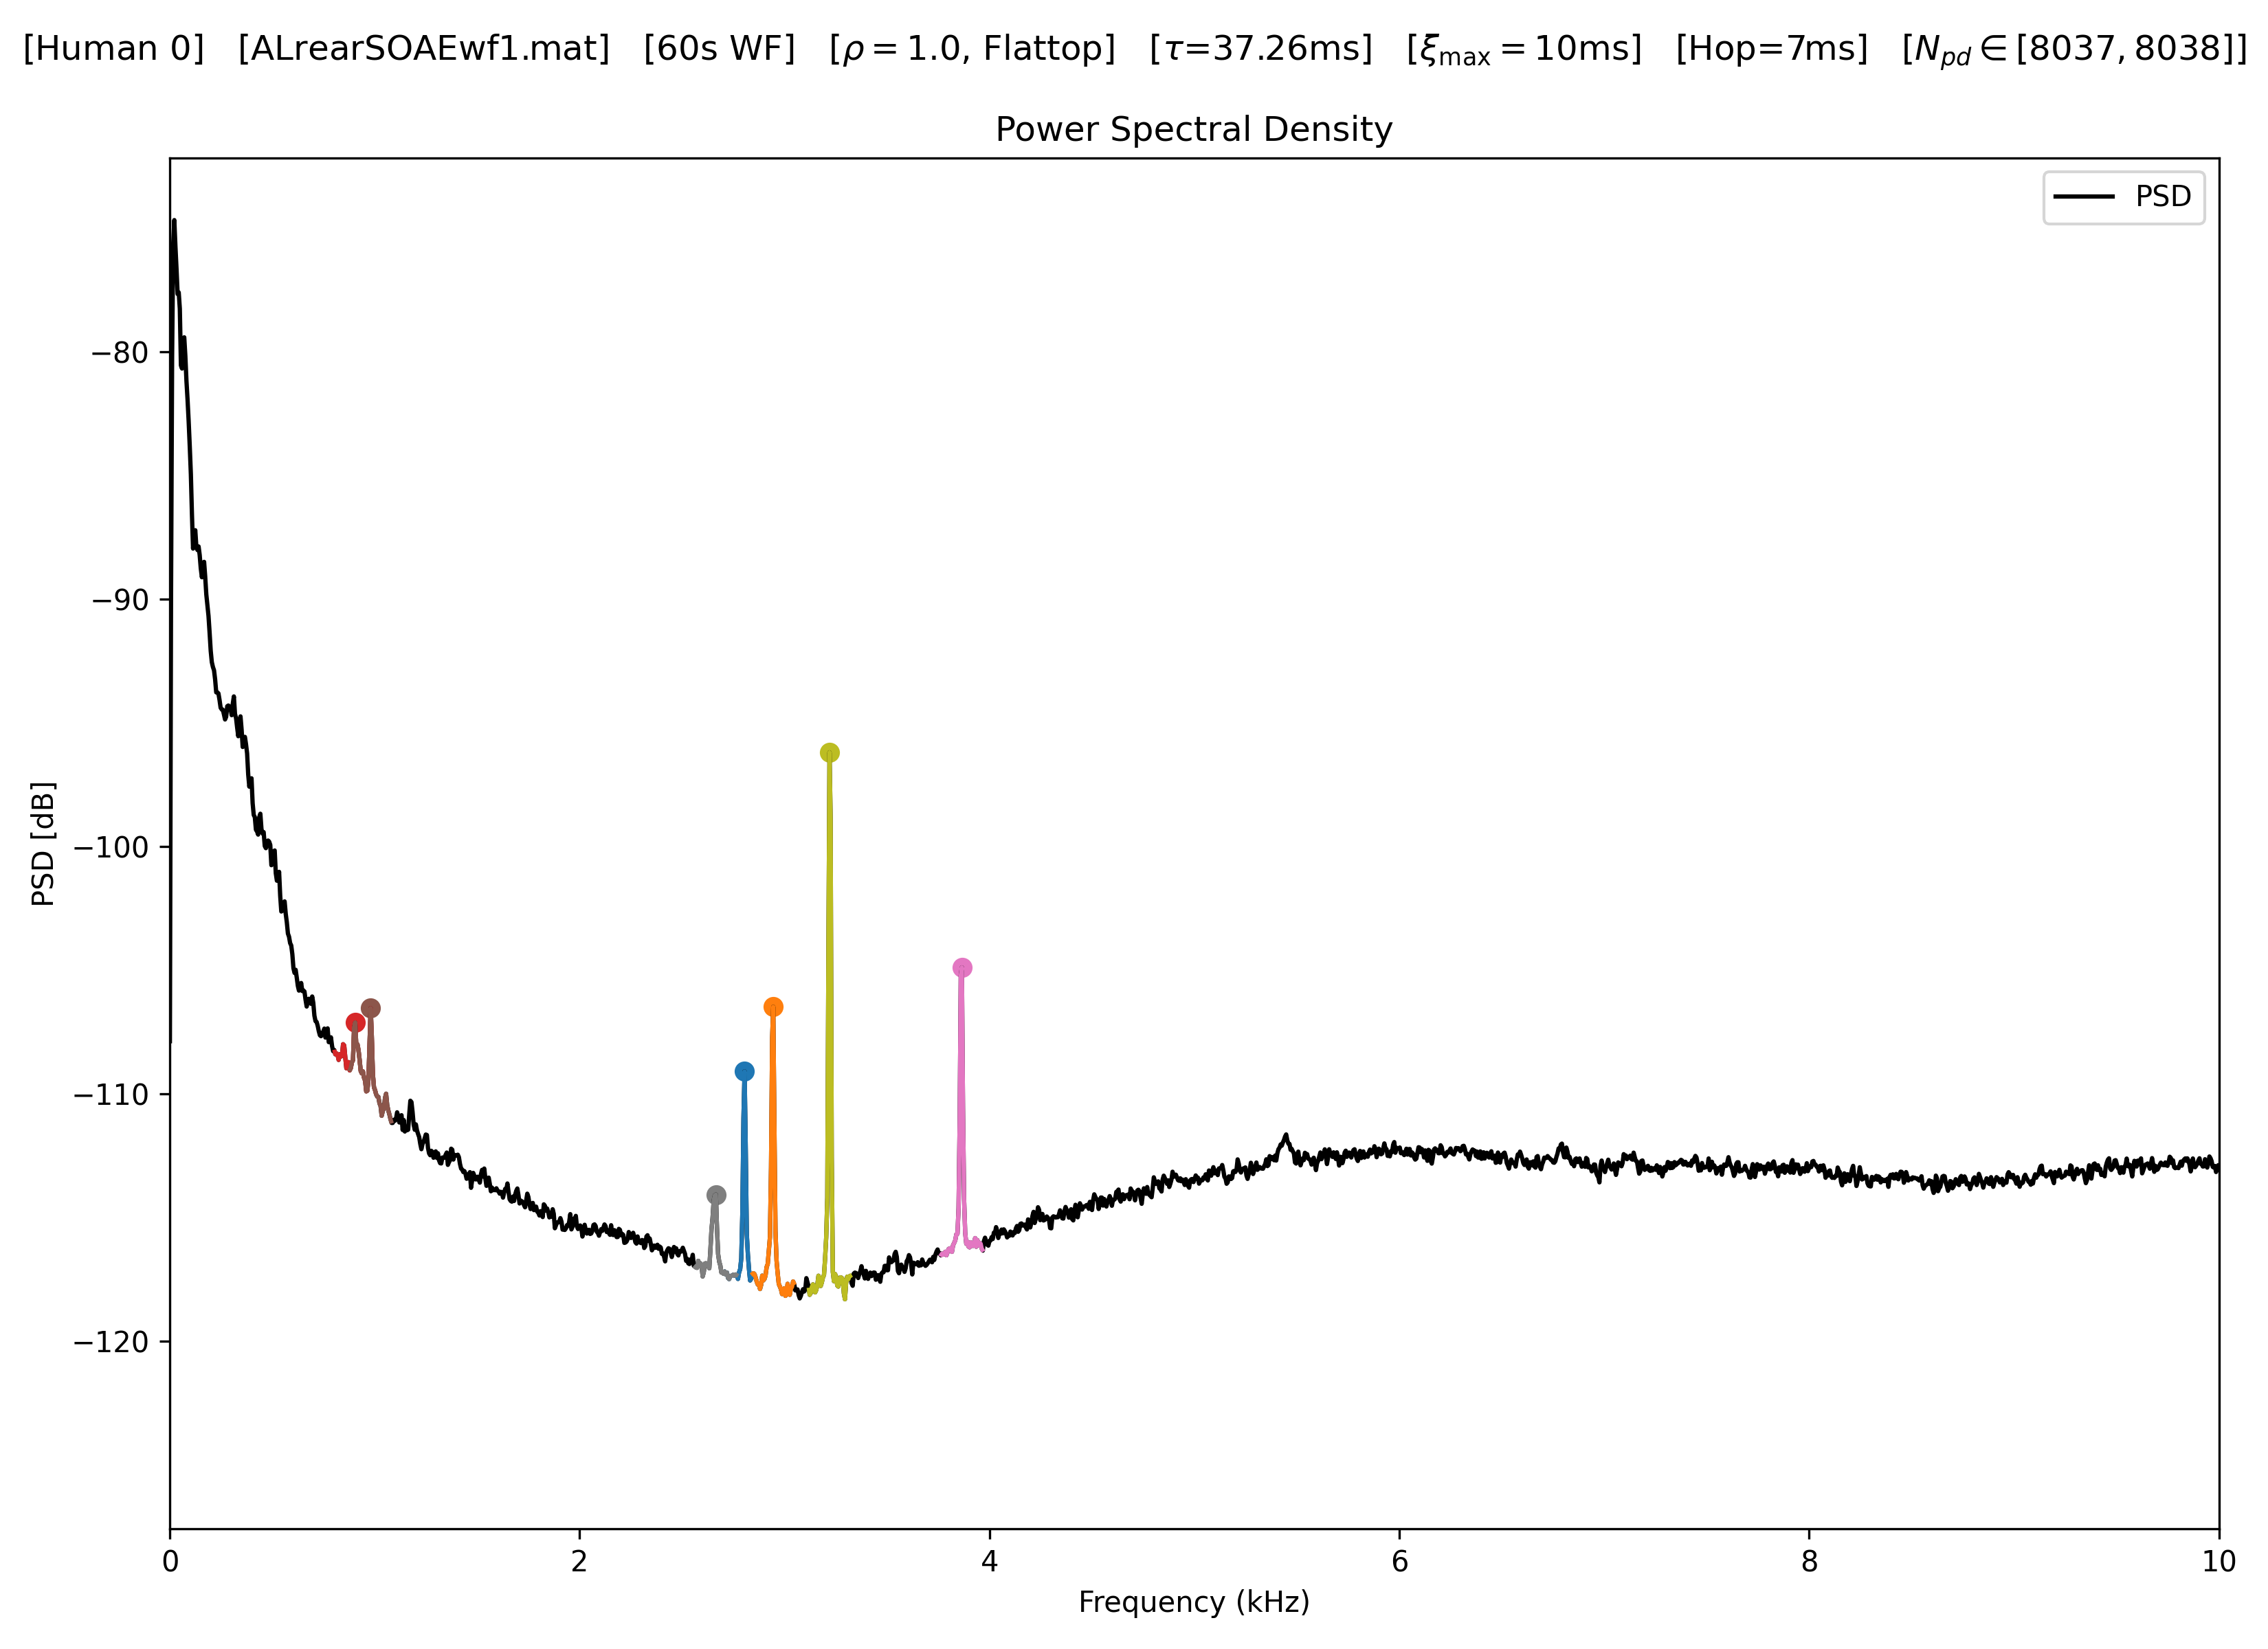 [Human 0] [ALrearSOAEwf1.mat] [60s WF] [ρ = 1.0, Flattop] [τ=37.26ms] [ξmax = 10ms] [Hop=7ms] [Npd ∈ [8037, 8038]]
Power Spectral Density
PSD
−80
−90
−100
−110
−120
PSD [dB]
0 2 4 6 8 10
Frequency (kHz)